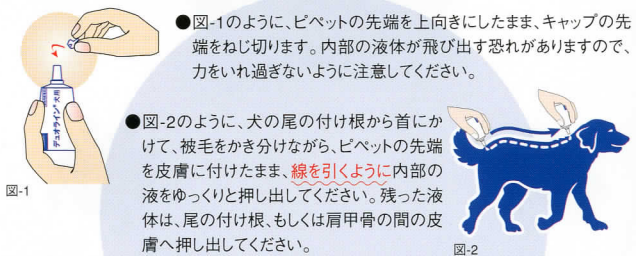 ●図-1のように、ピペットの先端を上向きにしたまま、キャップの先
端をねじ切ります。内部の液体が飛び出す恐れがありますので、
力をいれ過ぎないように注意してください。
デュオライン 犬用
図-1
●図-2のように、犬の尾の付け根から首にか
けて、被毛をかき分けながら、ピペットの先端
を皮膚に付けたまま、線を引くように内部の
液をゆっくりと押し出してください。残った液
体は、尾の付け根、もしくは肩甲骨の間の皮
膚へ押し出してください。
図-2